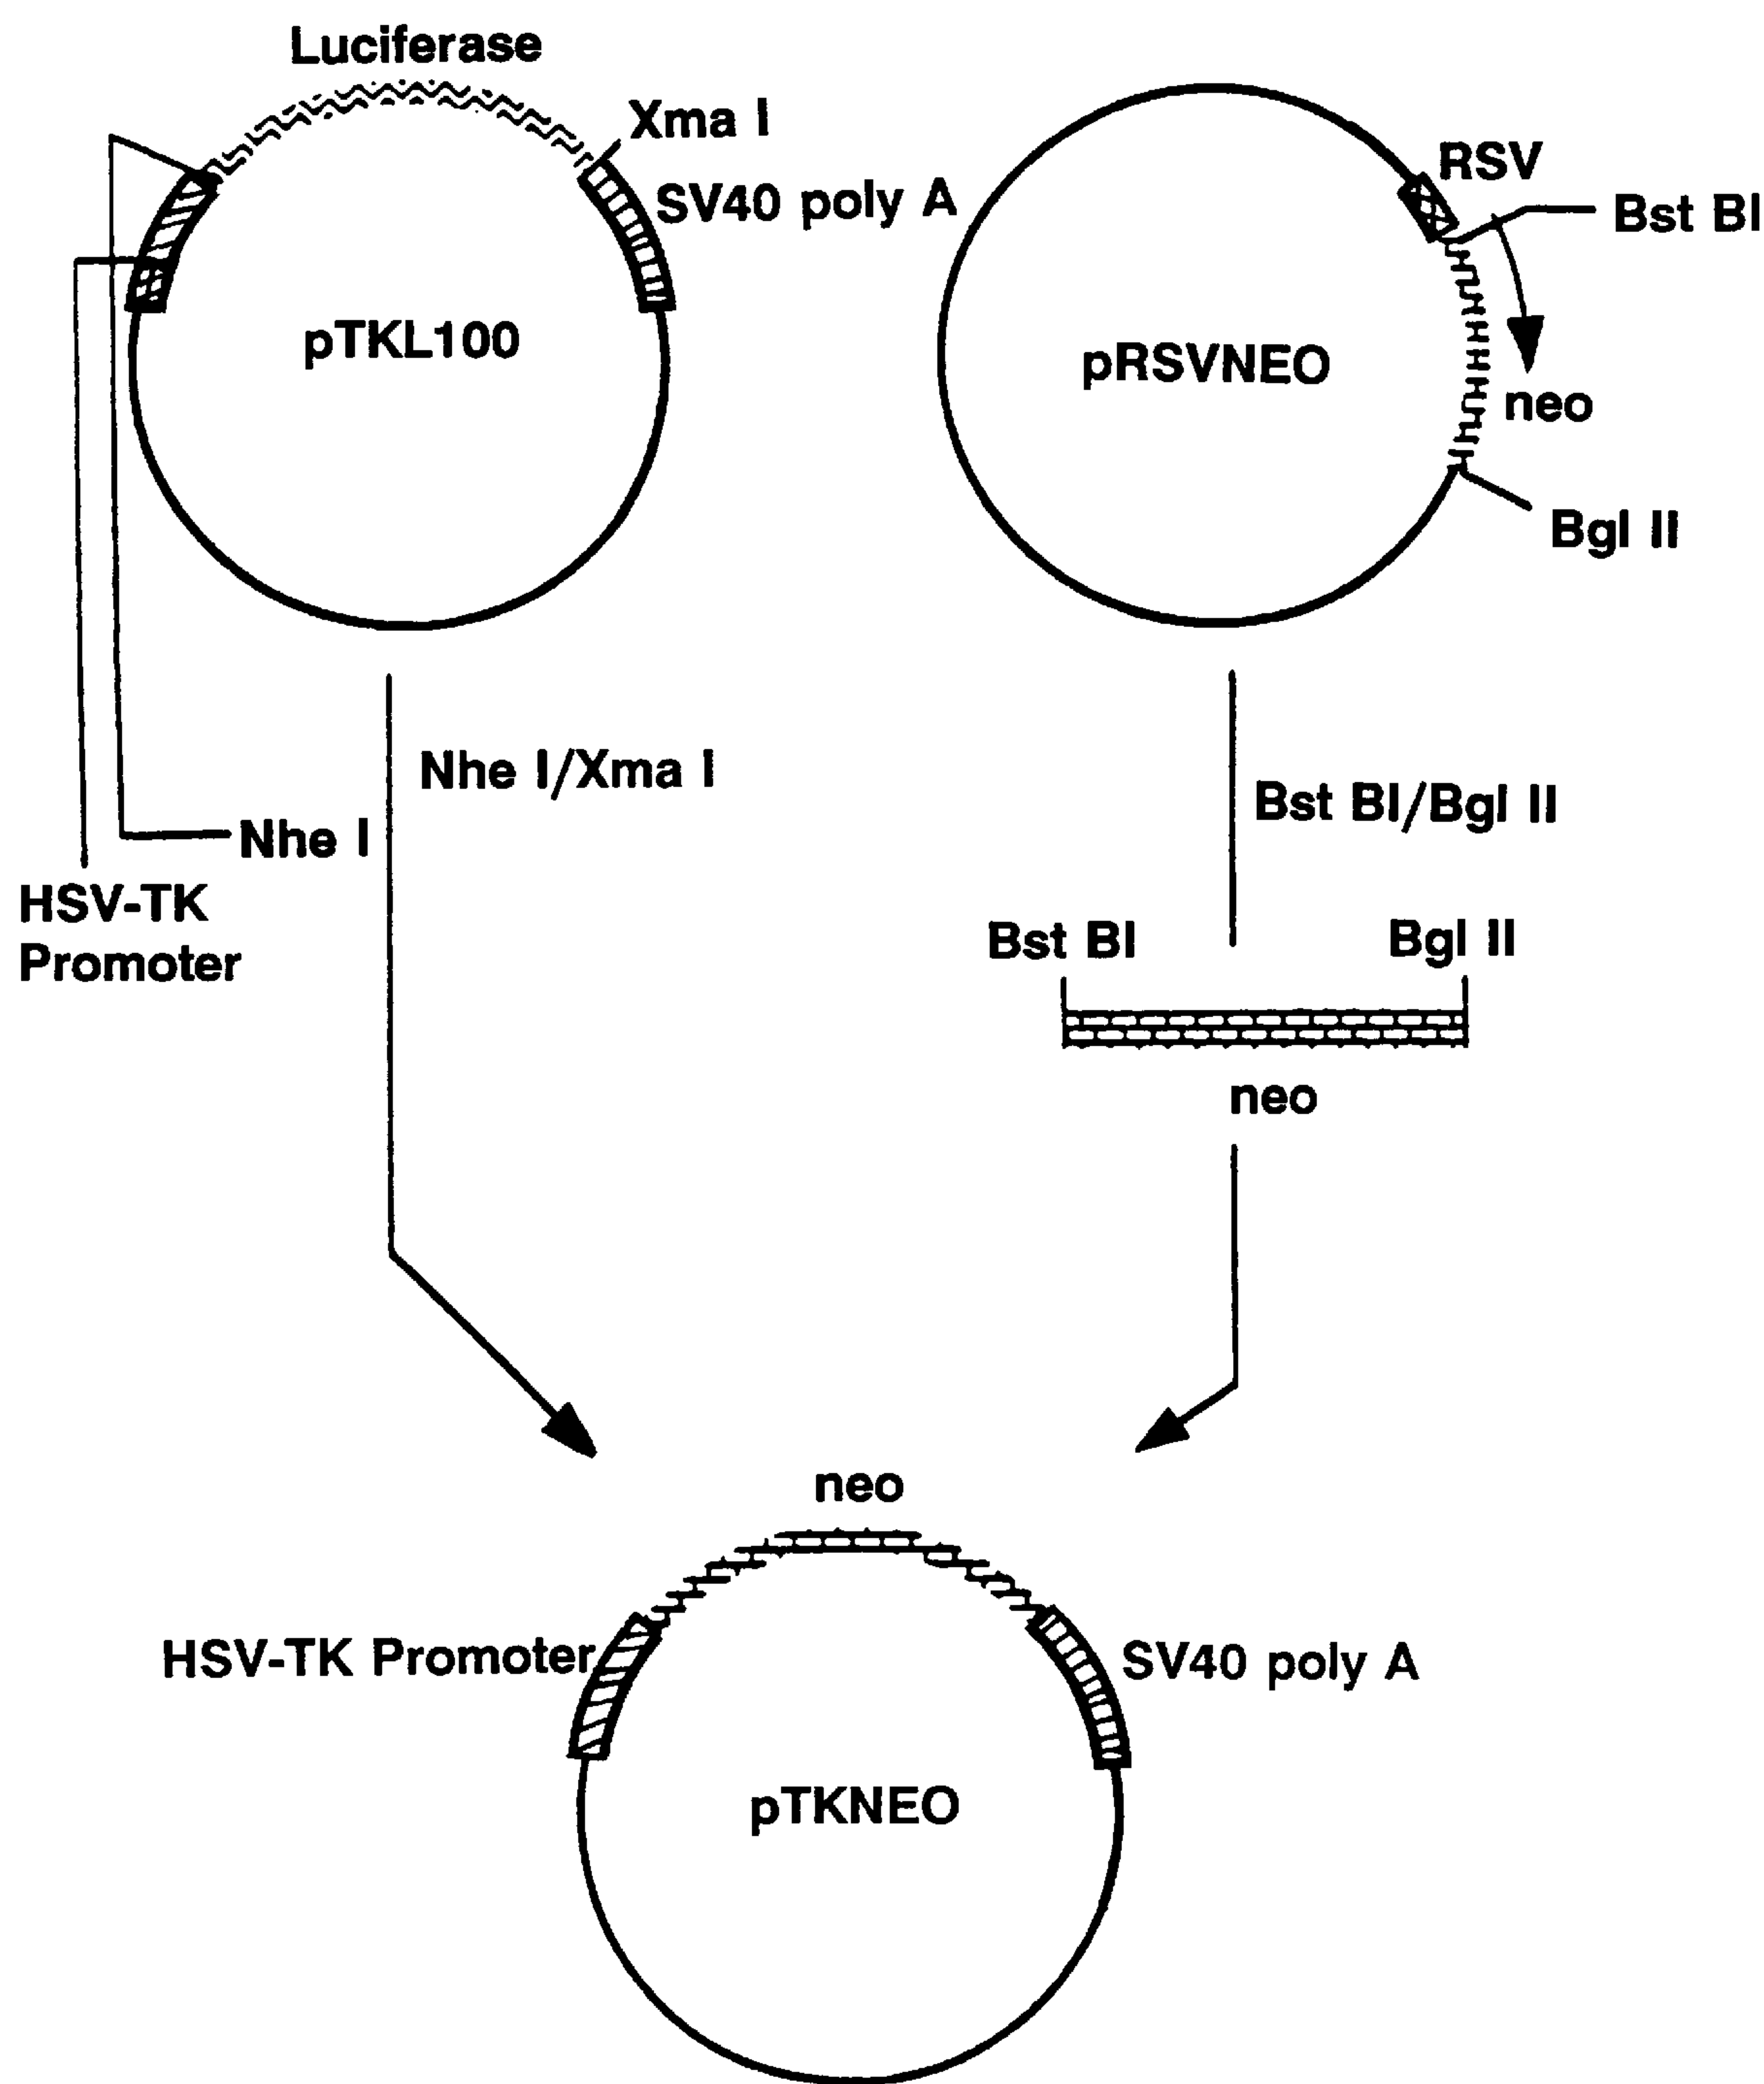 Luciferase
Xma I
SV40 poly A
pTKL100
RSV
Bst BI
pRSVNEO
neo
Bgl II
Nhe I/Xma I
Nhe I
HSV-TK
Promoter
Bst BI/Bgl II
Bst BI
Bgl II
neo
neo
HSV-TK Promoter
SV40 poly A
pTKNEO